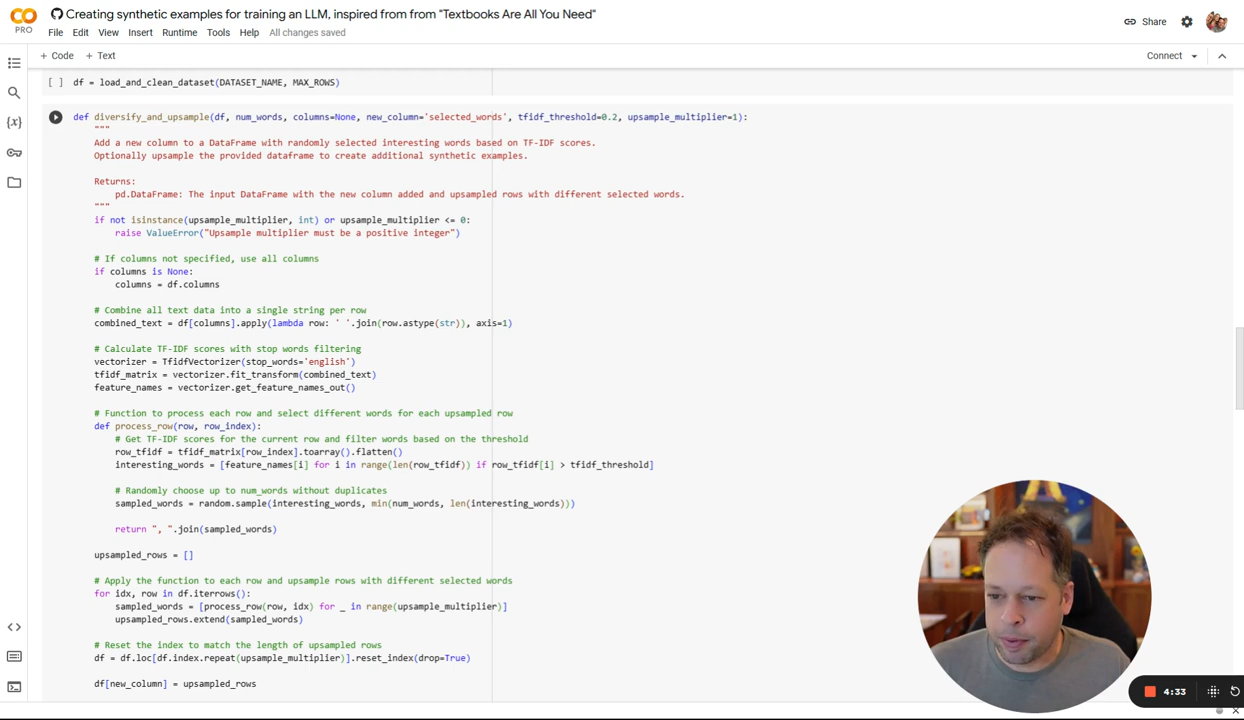 Creating synthetic examples for training an LLM, inspired from from "Textbooks Are All You Need"
PRO
File Edit View Insert Runtime Tools Help All changes saved
Share
+ Code + Text
Connect
[ ] df = load_and_clean_dataset(DATASET_NAME, MAX_ROWS)
def diversify_and_upsample(df, num_words, columns=None, new_column='selected_words', tfidf_threshold=0.2, upsample_multiplier=1):
"""
Add a new column to a DataFrame with randomly selected interesting words based on TF-IDF scores.
Optionally upsample the provided dataframe to create additional synthetic examples.
Returns:
pd.DataFrame: The input DataFrame with the new column added and upsampled rows with different selected words.
"""
if not isinstance(upsample_multiplier, int) or upsample_multiplier <= 0:
raise ValueError("Upsample multiplier must be a positive integer")
# If columns not specified, use all columns
if columns is None:
columns = df.columns
# Combine all text data into a single string per row
combined_text = df[columns].apply(lambda row: ' '.join(row.astype(str)), axis=1)
# Calculate TF-IDF scores with stop words filtering
vectorizer = TfidfVectorizer(stop_words='english')
tfidf_matrix = vectorizer.fit_transform(combined_text)
feature_names = vectorizer.get_feature_names_out()
# Function to process each row and select different words for each upsampled row
def process_row(row, row_index):
# Get TF-IDF scores for the current row and filter words based on the threshold
row_tfidf = tfidf_matrix[row_index].toarray().flatten()
interesting_words = [feature_names[i] for i in range(len(row_tfidf)) if row_tfidf[i] > tfidf_threshold]
# Randomly choose up to num_words without duplicates
sampled_words = random.sample(interesting_words, min(num_words, len(interesting_words)))
return ", ".join(sampled_words)
upsampled_rows = []
# Apply the function to each row and upsample rows with different selected words
for idx, row in df.iterrows():
sampled_words = [process_row(row, idx) for _ in range(upsample_multiplier)]
upsampled_rows.extend(sampled_words)
# Reset the index to match the length of upsampled rows
df = df.loc[df.index.repeat(upsample_multiplier)].reset_index(drop=True)
df[new_column] = upsampled_rows
4:33